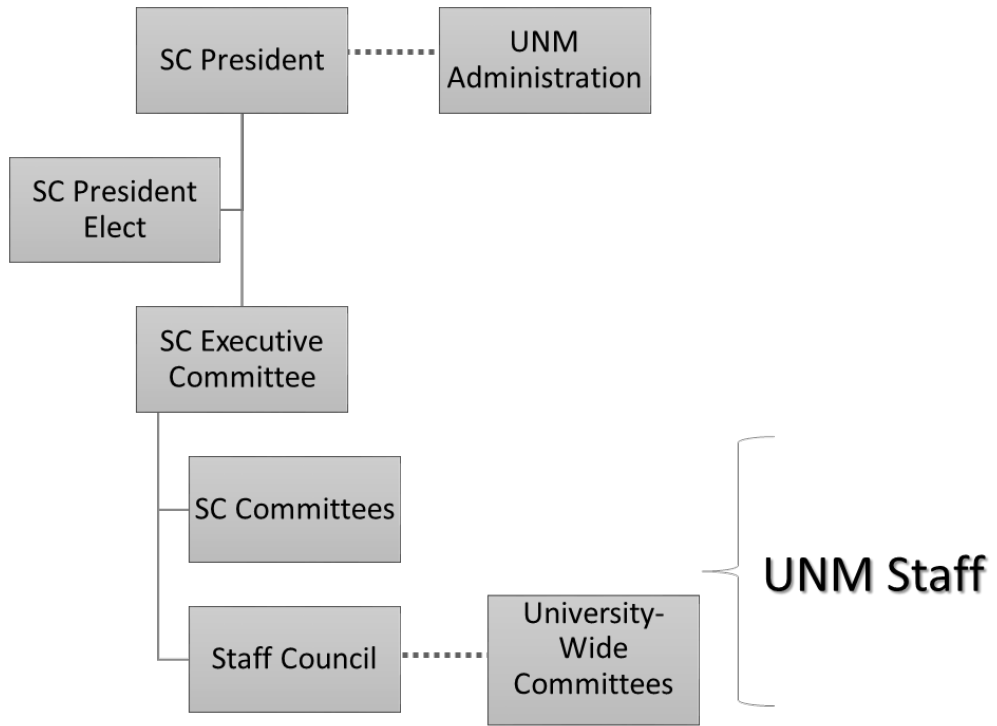 SC President
UNM
Administration
SC President
Elect
SC Executive
Committee
SC Committees
UNM Staff
Staff Council
University-
Wide
Committees